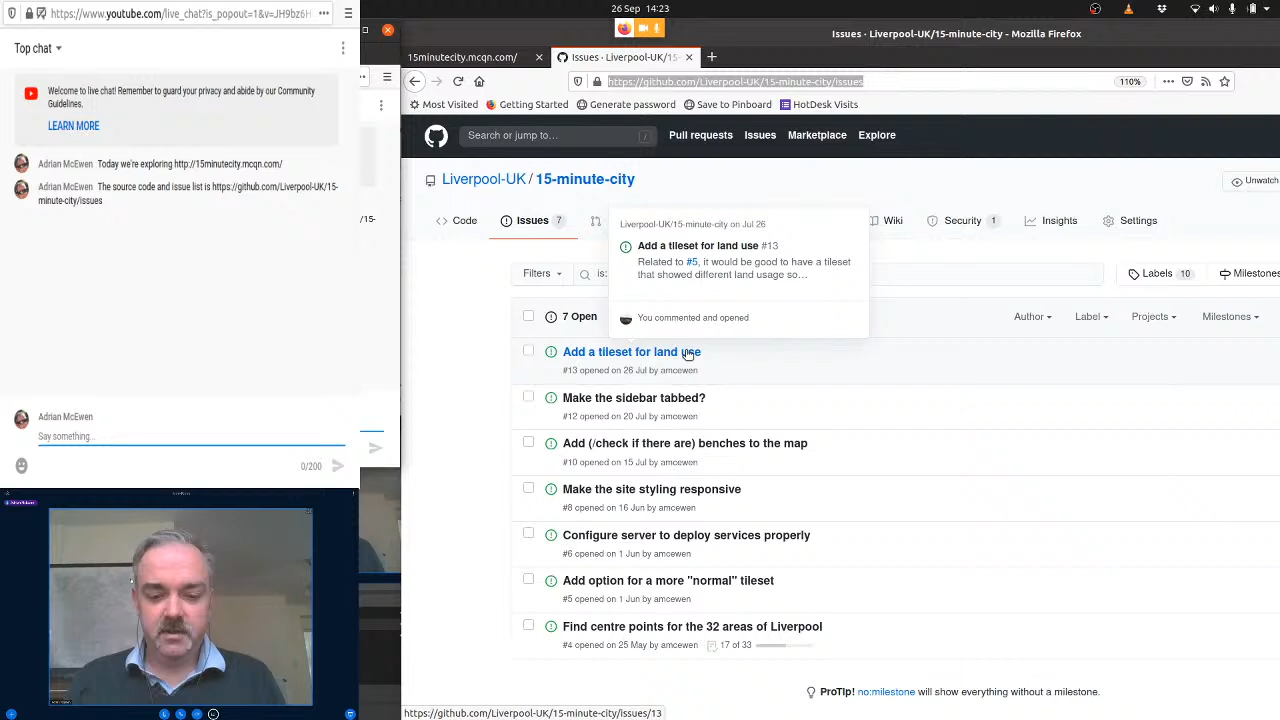 https://www.youtube.com/live_chat?is_popout=1&v=JH9bz6H
Top chat
Welcome to live chat! Remember to guard your privacy and abide by our Community
Guidelines.
LEARN MORE
Adrian McEwen Today we're exploring http://15minutecity.mcqn.com/
Adrian McEwen The source code and issue list is https://github.com/Liverpool-UK/15-
minute-city/issues
Adrian McEwen
Say something...
0/200
15-
26 Sep 14:23
Issues · Liverpool-UK/15-minute-city - Mozilla Firefox
15minutecity.mcqn.com/
Issues · Liverpool-UK/15-
https://github.com/Liverpool-UK/15-minute-city/issues
110%
Most Visited
Getting Started
Generate password
Save to Pinboard
HotDesk Visits
Search or jump to…
/
Pull requests
Issues
Marketplace
Explore
Liverpool-UK / 15-minute-city
Unwatch
Code
Issues 7
Wiki
Security 1
Insights
Settings
Liverpool-UK/15-minute-city on Jul 26
Add a tileset for land use #13
Related to #5, it would be good to have a tileset
that showed different land usage so…
You commented and opened
Filters
is:
Labels 10
Milestones
7 Open
Author
Label
Projects
Milestones
Add a tileset for land use
#13 opened on 26 Jul by amcewen
Make the sidebar tabbed?
#12 opened on 20 Jul by amcewen
Add (/check if there are) benches to the map
#10 opened on 15 Jul by amcewen
Make the site styling responsive
#8 opened on 16 Jun by amcewen
Configure server to deploy services properly
#6 opened on 1 Jun by amcewen
Add option for a more "normal" tileset
#5 opened on 1 Jun by amcewen
Find centre points for the 32 areas of Liverpool
#4 opened on 25 May by amcewen 17 of 33
ProTip! no:milestone will show everything without a milestone.
https://github.com/Liverpool-UK/15-minute-city/issues/13